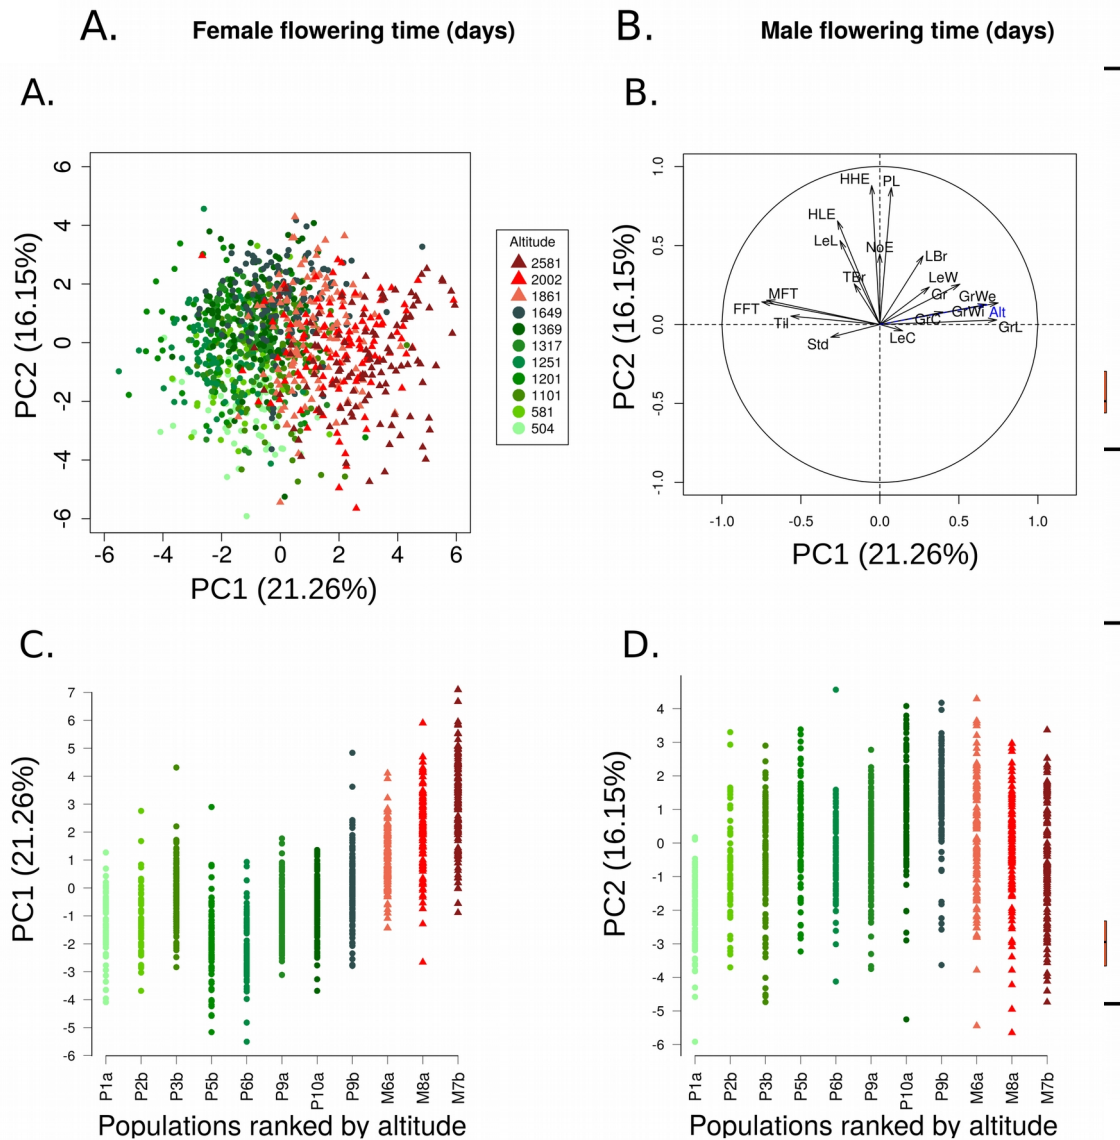 A. Female flowering time (days)
B. Male flowering time (days)
A.
B.
6
4
2
0
-2
-4
-6
PC2 (16.15%)
-6 -4 -2 0 2 4 6
PC1 (21.26%)
Altitude
2581
2002
1861
1649
1369
1317
1251
1201
1101
581
504
1.0
0.5
0.0
-0.5
-1.0
PC2 (16.15%)
HHE PL
HLE
LeL NoE
LBr
TBr LeW
MFT Gr GrWe
FFT GrWi Alt
Til GrC GrL
Std LeC
-1.0 -0.5 0.0 0.5 1.0
PC1 (21.26%)
C.
7
6
5
4
3
2
1
0
-1
-2
-3
-4
-5
-6
PC1 (21.26%)
P1a P2b P3b P5b P6b P9a P10a P9b M6a M8a M7b
Populations ranked by altitude
D.
4
3
2
1
0
-1
-2
-3
-4
-5
-6
PC2 (16.15%)
P1a P2b P3b P5b P6b P9a P10a P9b M6a M8a M7b
Populations ranked by altitude